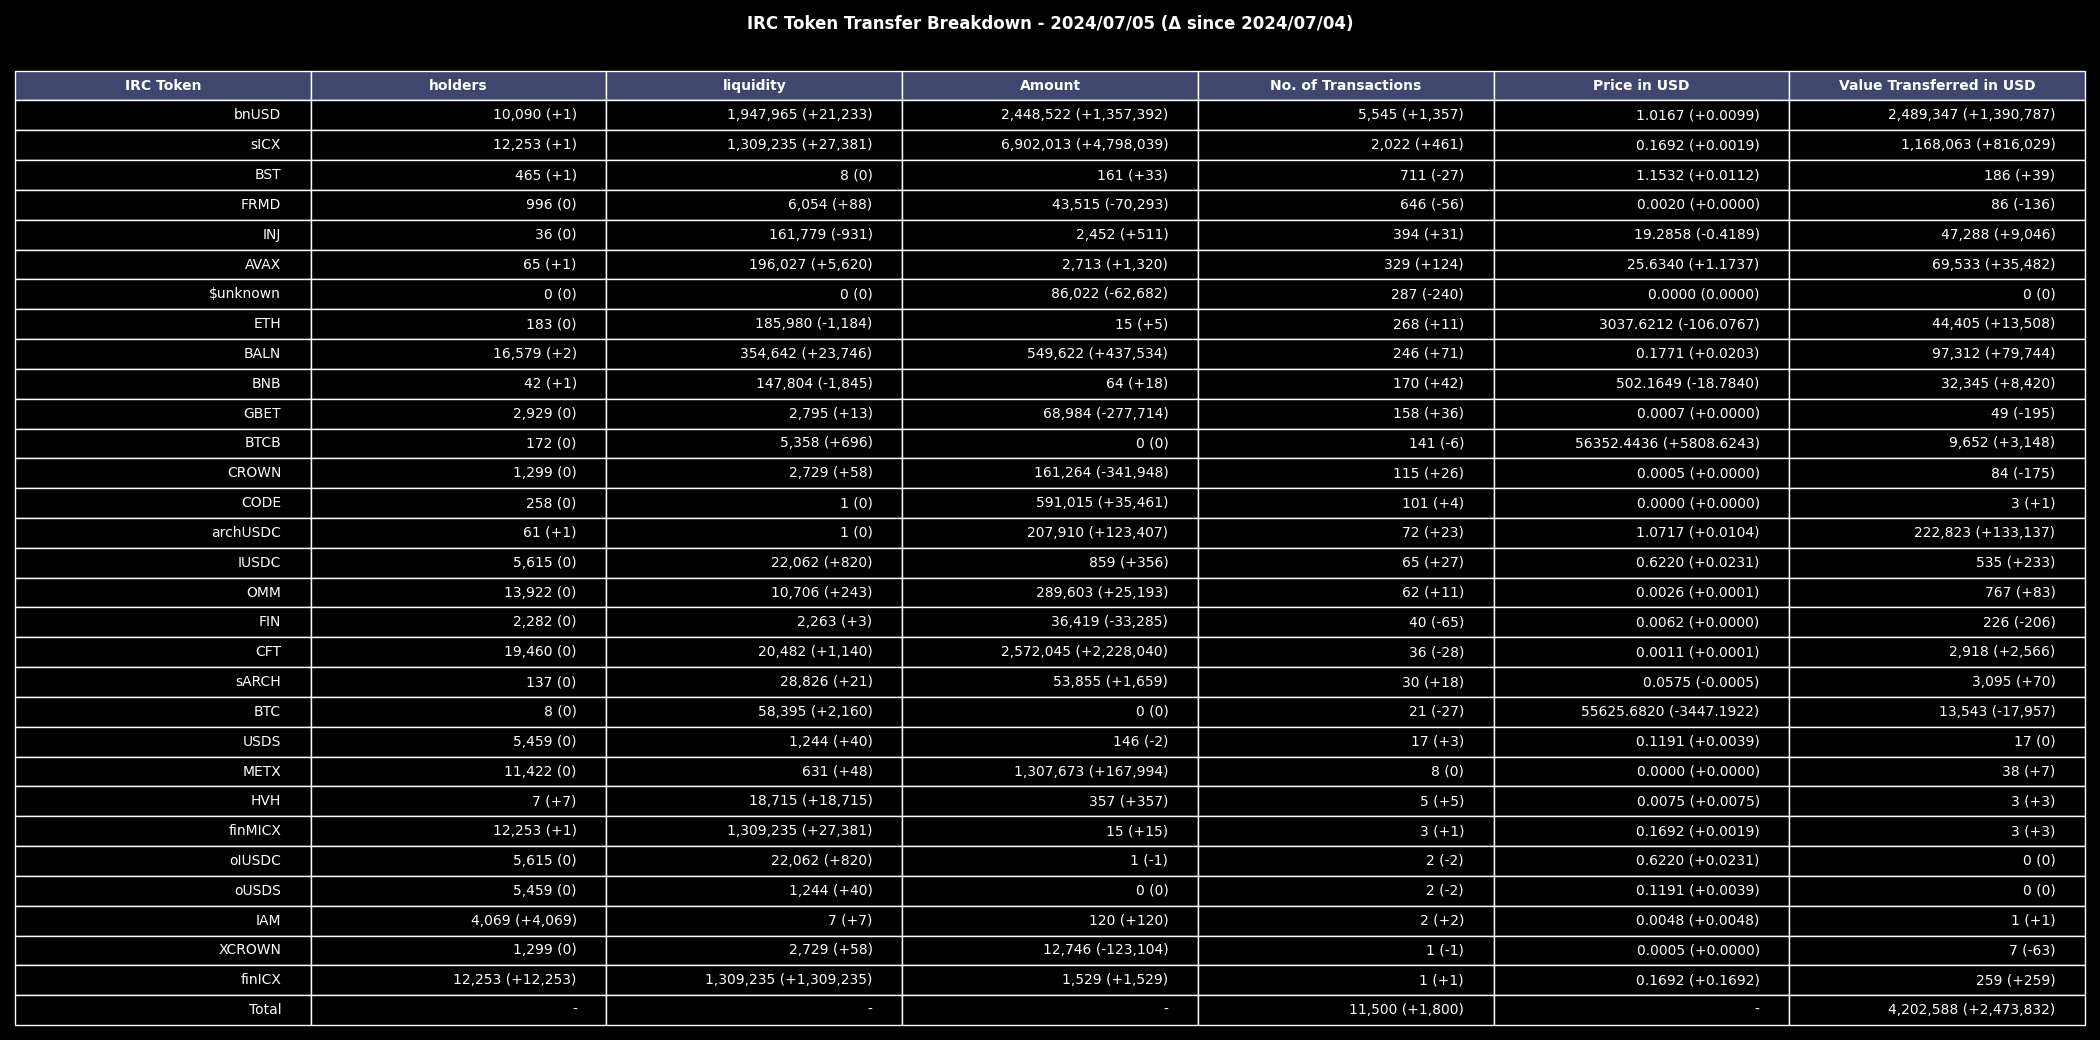 IRC Token Transfer Breakdown - 2024/07/05 (Δ since 2024/07/04)
IRC Token holders liquidity Amount No. of Transactions Price in USD Value Transferred in USD
bnUSD 10,090 (+1) 1,947,965 (+21,233) 2,448,522 (+1,357,392) 5,545 (+1,357) 1.0167 (+0.0099) 2,489,347 (+1,390,787)
sICX 12,253 (+1) 1,309,235 (+27,381) 6,902,013 (+4,798,039) 2,022 (+461) 0.1692 (+0.0019) 1,168,063 (+816,029)
BST 465 (+1) 8 (0) 161 (+33) 711 (-27) 1.1532 (+0.0112) 186 (+39)
FRMD 996 (0) 6,054 (+88) 43,515 (-70,293) 646 (-56) 0.0020 (+0.0000) 86 (-136)
INJ 36 (0) 161,779 (-931) 2,452 (+511) 394 (+31) 19.2858 (-0.4189) 47,288 (+9,046)
AVAX 65 (+1) 196,027 (+5,620) 2,713 (+1,320) 329 (+124) 25.6340 (+1.1737) 69,533 (+35,482)
$unknown 0 (0) 0 (0) 86,022 (-62,682) 287 (-240) 0.0000 (0.0000) 0 (0)
ETH 183 (0) 185,980 (-1,184) 15 (+5) 268 (+11) 3037.6212 (-106.0767) 44,405 (+13,508)
BALN 16,579 (+2) 354,642 (+23,746) 549,622 (+437,534) 246 (+71) 0.1771 (+0.0203) 97,312 (+79,744)
BNB 42 (+1) 147,804 (-1,845) 64 (+18) 170 (+42) 502.1649 (-18.7840) 32,345 (+8,420)
GBET 2,929 (0) 2,795 (+13) 68,984 (-277,714) 158 (+36) 0.0007 (+0.0000) 49 (-195)
BTCB 172 (0) 5,358 (+696) 0 (0) 141 (-6) 56352.4436 (+5808.6243) 9,652 (+3,148)
CROWN 1,299 (0) 2,729 (+58) 161,264 (-341,948) 115 (+26) 0.0005 (+0.0000) 84 (-175)
CODE 258 (0) 1 (0) 591,015 (+35,461) 101 (+4) 0.0000 (+0.0000) 3 (+1)
archUSDC 61 (+1) 1 (0) 207,910 (+123,407) 72 (+23) 1.0717 (+0.0104) 222,823 (+133,137)
IUSDC 5,615 (0) 22,062 (+820) 859 (+356) 65 (+27) 0.6220 (+0.0231) 535 (+233)
OMM 13,922 (0) 10,706 (+243) 289,603 (+25,193) 62 (+11) 0.0026 (+0.0001) 767 (+83)
FIN 2,282 (0) 2,263 (+3) 36,419 (-33,285) 40 (-65) 0.0062 (+0.0000) 226 (-206)
CFT 19,460 (0) 20,482 (+1,140) 2,572,045 (+2,228,040) 36 (-28) 0.0011 (+0.0001) 2,918 (+2,566)
sARCH 137 (0) 28,826 (+21) 53,855 (+1,659) 30 (+18) 0.0575 (-0.0005) 3,095 (+70)
BTC 8 (0) 58,395 (+2,160) 0 (0) 21 (-27) 55625.6820 (-3447.1922) 13,543 (-17,957)
USDS 5,459 (0) 1,244 (+40) 146 (-2) 17 (+3) 0.1191 (+0.0039) 17 (0)
METX 11,422 (0) 631 (+48) 1,307,673 (+167,994) 8 (0) 0.0000 (+0.0000) 38 (+7)
HVH 7 (+7) 18,715 (+18,715) 357 (+357) 5 (+5) 0.0075 (+0.0075) 3 (+3)
finMICX 12,253 (+1) 1,309,235 (+27,381) 15 (+15) 3 (+1) 0.1692 (+0.0019) 3 (+3)
oIUSDC 5,615 (0) 22,062 (+820) 1 (-1) 2 (-2) 0.6220 (+0.0231) 0 (0)
oUSDS 5,459 (0) 1,244 (+40) 0 (0) 2 (-2) 0.1191 (+0.0039) 0 (0)
IAM 4,069 (+4,069) 7 (+7) 120 (+120) 2 (+2) 0.0048 (+0.0048) 1 (+1)
XCROWN 1,299 (0) 2,729 (+58) 12,746 (-123,104) 1 (-1) 0.0005 (+0.0000) 7 (-63)
finICX 12,253 (+12,253) 1,309,235 (+1,309,235) 1,529 (+1,529) 1 (+1) 0.1692 (+0.1692) 259 (+259)
Total - - - 11,500 (+1,800) - 4,202,588 (+2,473,832)